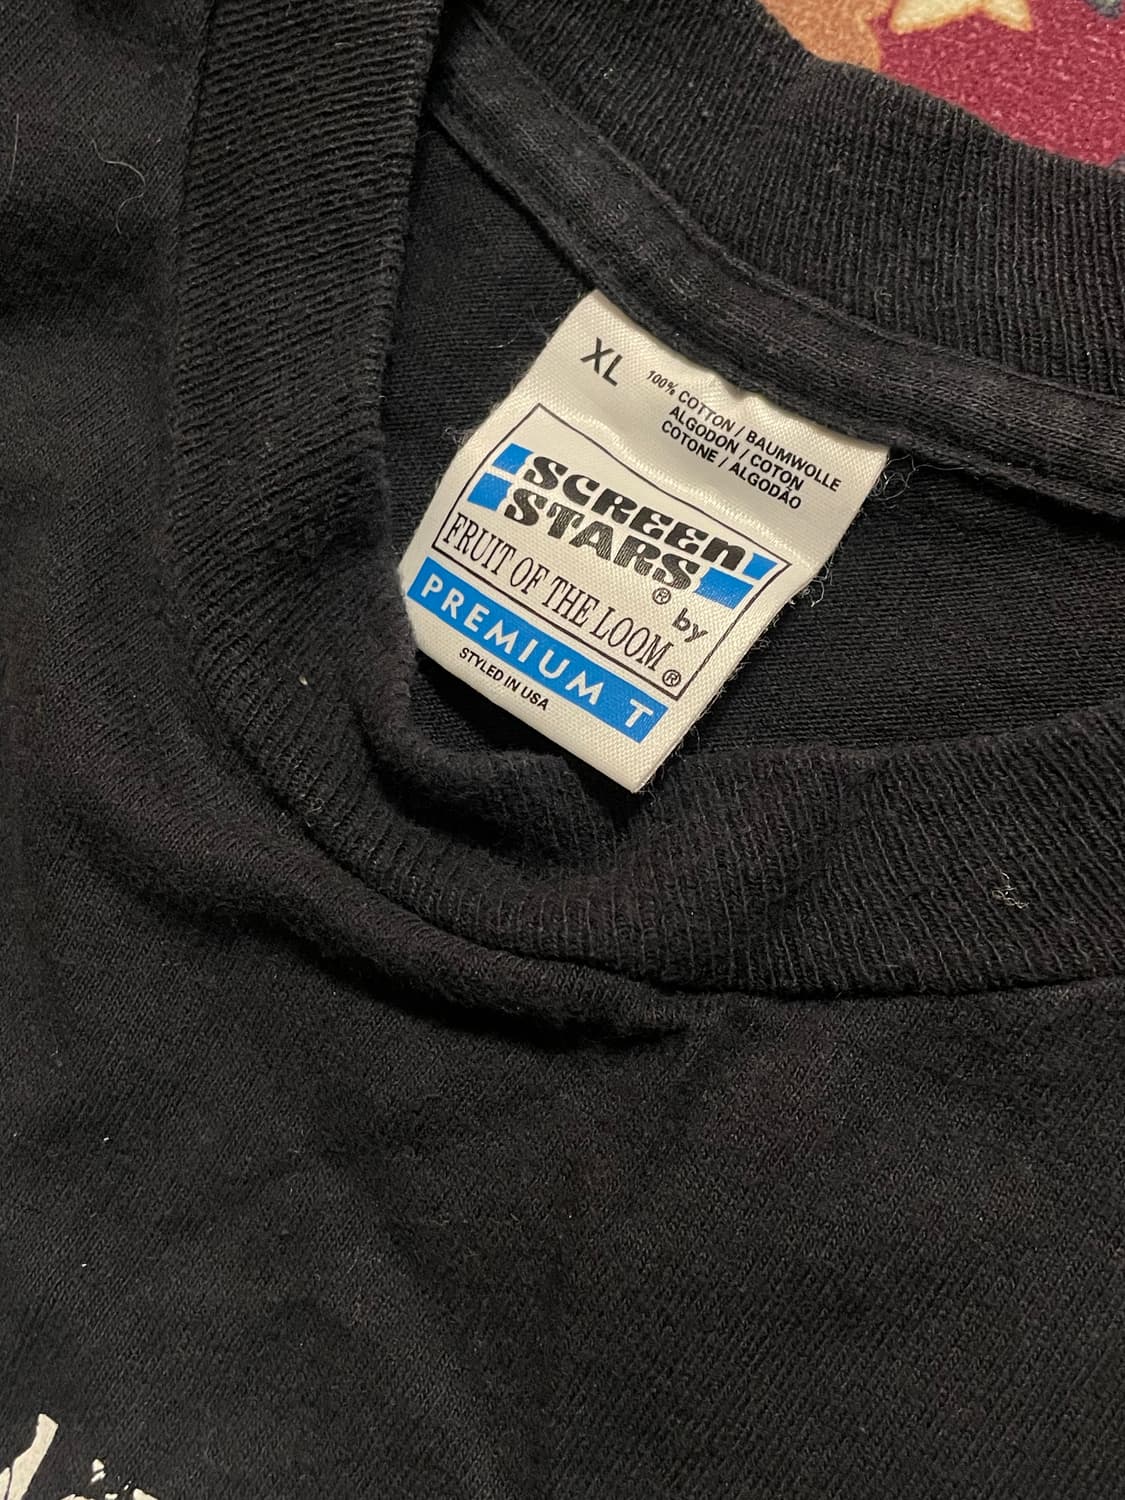 XL
100% COTTON / BAUMWOLLE
ALGODON / COTON
COTONE / ALGODÃO
SCREEN
STARS® by
FRUIT OF THE LOOM®
PREMIUM T
STYLED IN USA